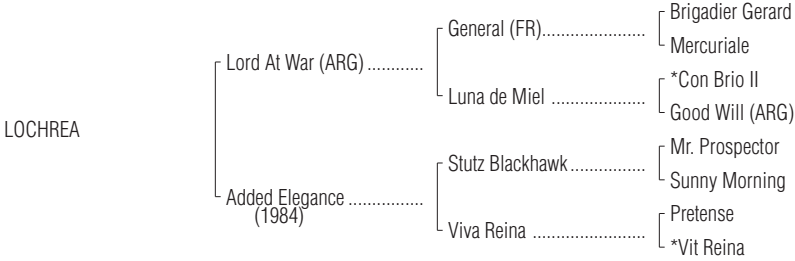 Brigadier Gerard
General (FR)......................
Mercuriale
Lord At War (ARG) ............
*Con Brio II
Luna de Miel ....................
Good Will (ARG)
LOCHREA
Mr. Prospector
Stutz Blackhawk................
Sunny Morning
Added Elegance ................
(1984)
Pretense
Viva Reina ........................
*Vit Reina